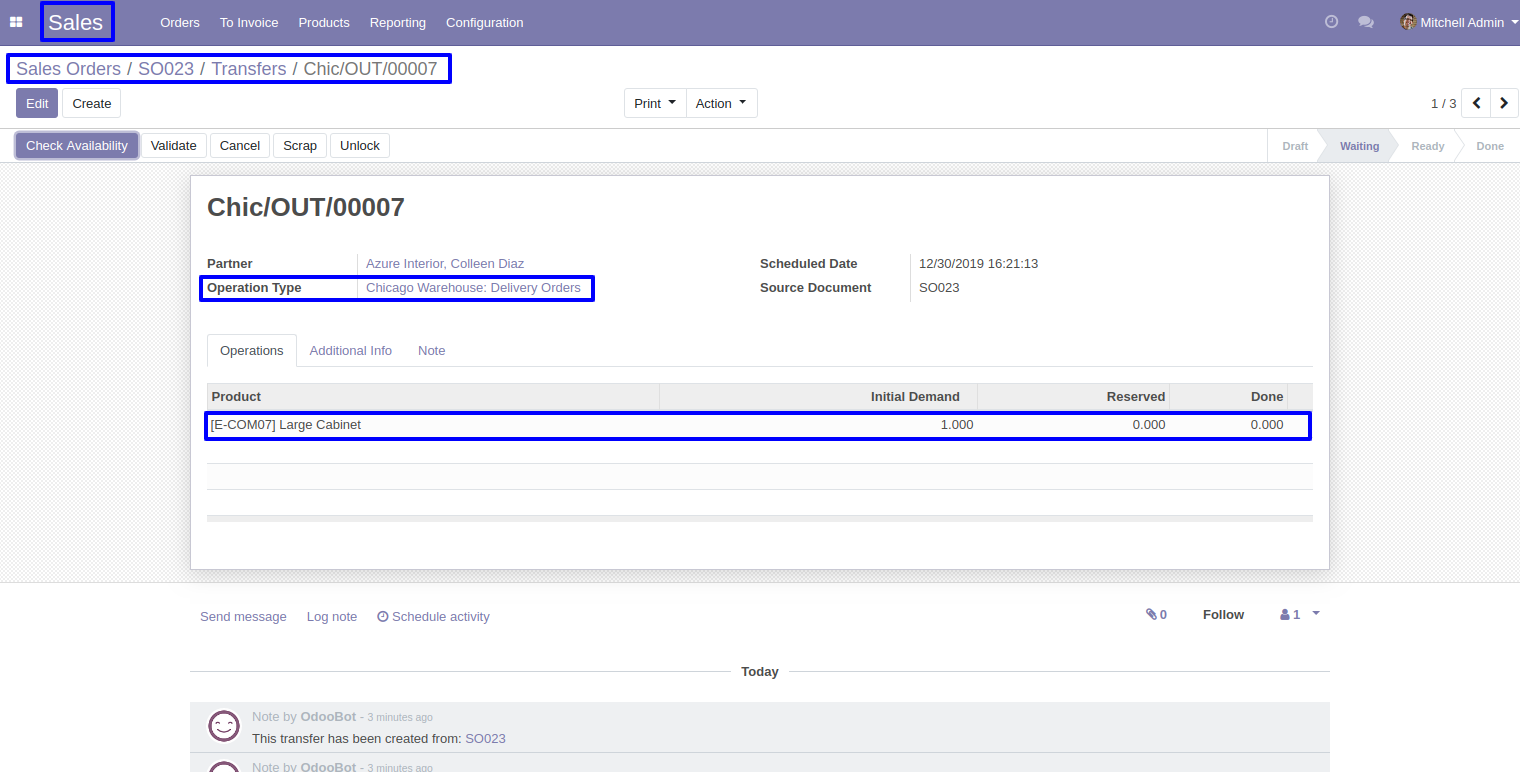 Sales Orders To Invoice Products Reporting Configuration Mitchell Admin
Sales Orders / SO023 / Transfers / Chic/OUT/00007
Edit Create Print Action 1 / 3
Check Availability Validate Cancel Scrap Unlock Draft Waiting Ready Done
Chic/OUT/00007
Partner Azure Interior, Colleen Diaz Scheduled Date 12/30/2019 16:21:13
Operation Type Chicago Warehouse: Delivery Orders Source Document SO023
Operations Additional Info Note
Product Initial Demand Reserved Done
[E-COM07] Large Cabinet 1.000 0.000 0.000
Send message Log note Schedule activity 0 Follow 1
Today
Note by OdooBot - 3 minutes ago
This transfer has been created from: SO023
Note by OdooBot - 3 minutes ago